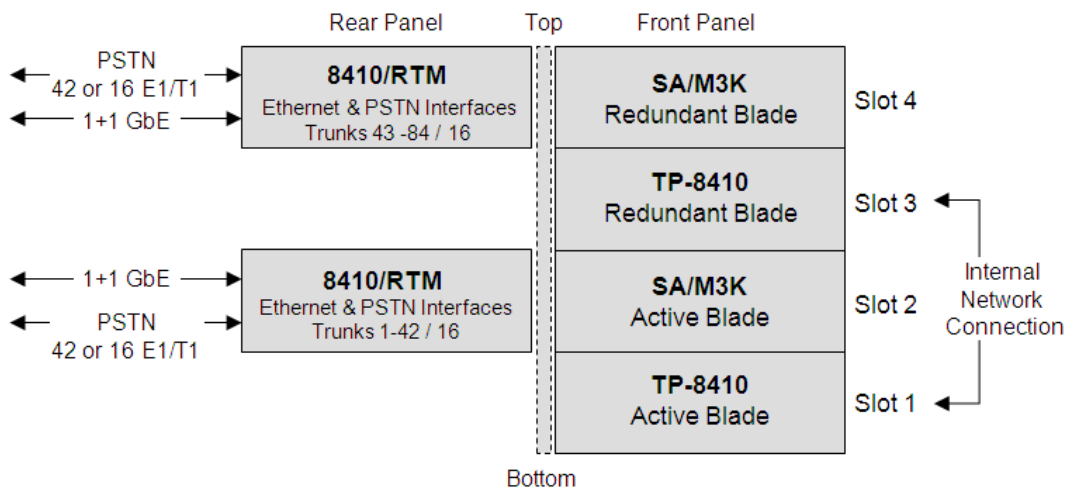 Rear Panel Top Front Panel
PSTN
42 or 16 E1/T1
1+1 GbE
8410/RTM
Ethernet & PSTN Interfaces
Trunks 43 -84 / 16
SA/M3K
Redundant Blade
Slot 4
TP-8410
Redundant Blade
Slot 3
1+1 GbE
PSTN
42 or 16 E1/T1
8410/RTM
Ethernet & PSTN Interfaces
Trunks 1-42 / 16
SA/M3K
Active Blade
Slot 2
Internal
Network
Connection
TP-8410
Active Blade
Slot 1
Bottom